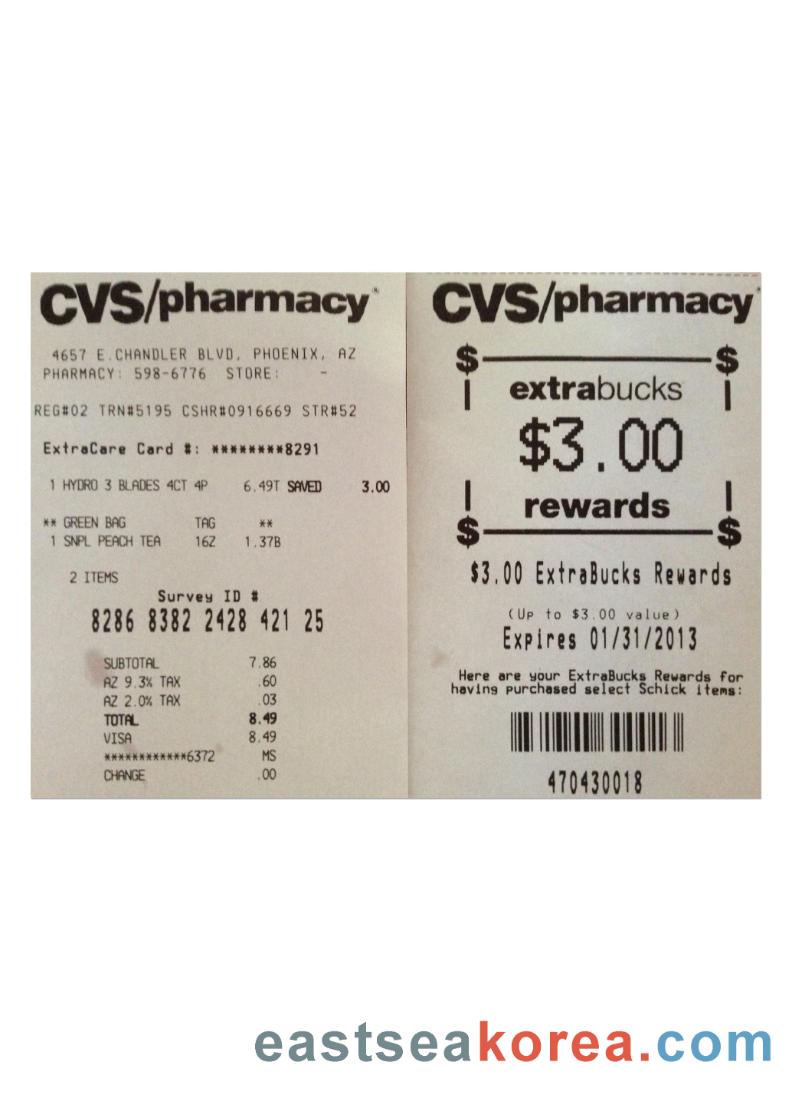 CVS/pharmacy®
4657 E.CHANDLER BLVD, PHOENIX, AZ
PHARMACY: 598-6776 STORE: -
REG#02 TRN#5195 CSHR#0916669 STR#52
ExtraCare Card #: ********8291
1 HYDRO 3 BLADES 4CT 4P 6.49T SAVED 3.00
** GREEN BAG TAG **
1 SNPL PEACH TEA 16Z 1.37B
2 ITEMS
Survey ID #
8286 8382 2428 421 25
SUBTOTAL 7.86
AZ 9.3% TAX .60
AZ 2.0% TAX .03
TOTAL 8.49
VISA 8.49
************6372 MS
CHANGE .00
CVS/pharmacy®
$ $
extrabucks
$3.00
rewards
$ $
$3.00 ExtraBucks Rewards
(Up to $3.00 value)
Expires 01/31/2013
Here are your ExtraBucks Rewards for
having purchased select Schick items:
470430018
eastseakorea.com